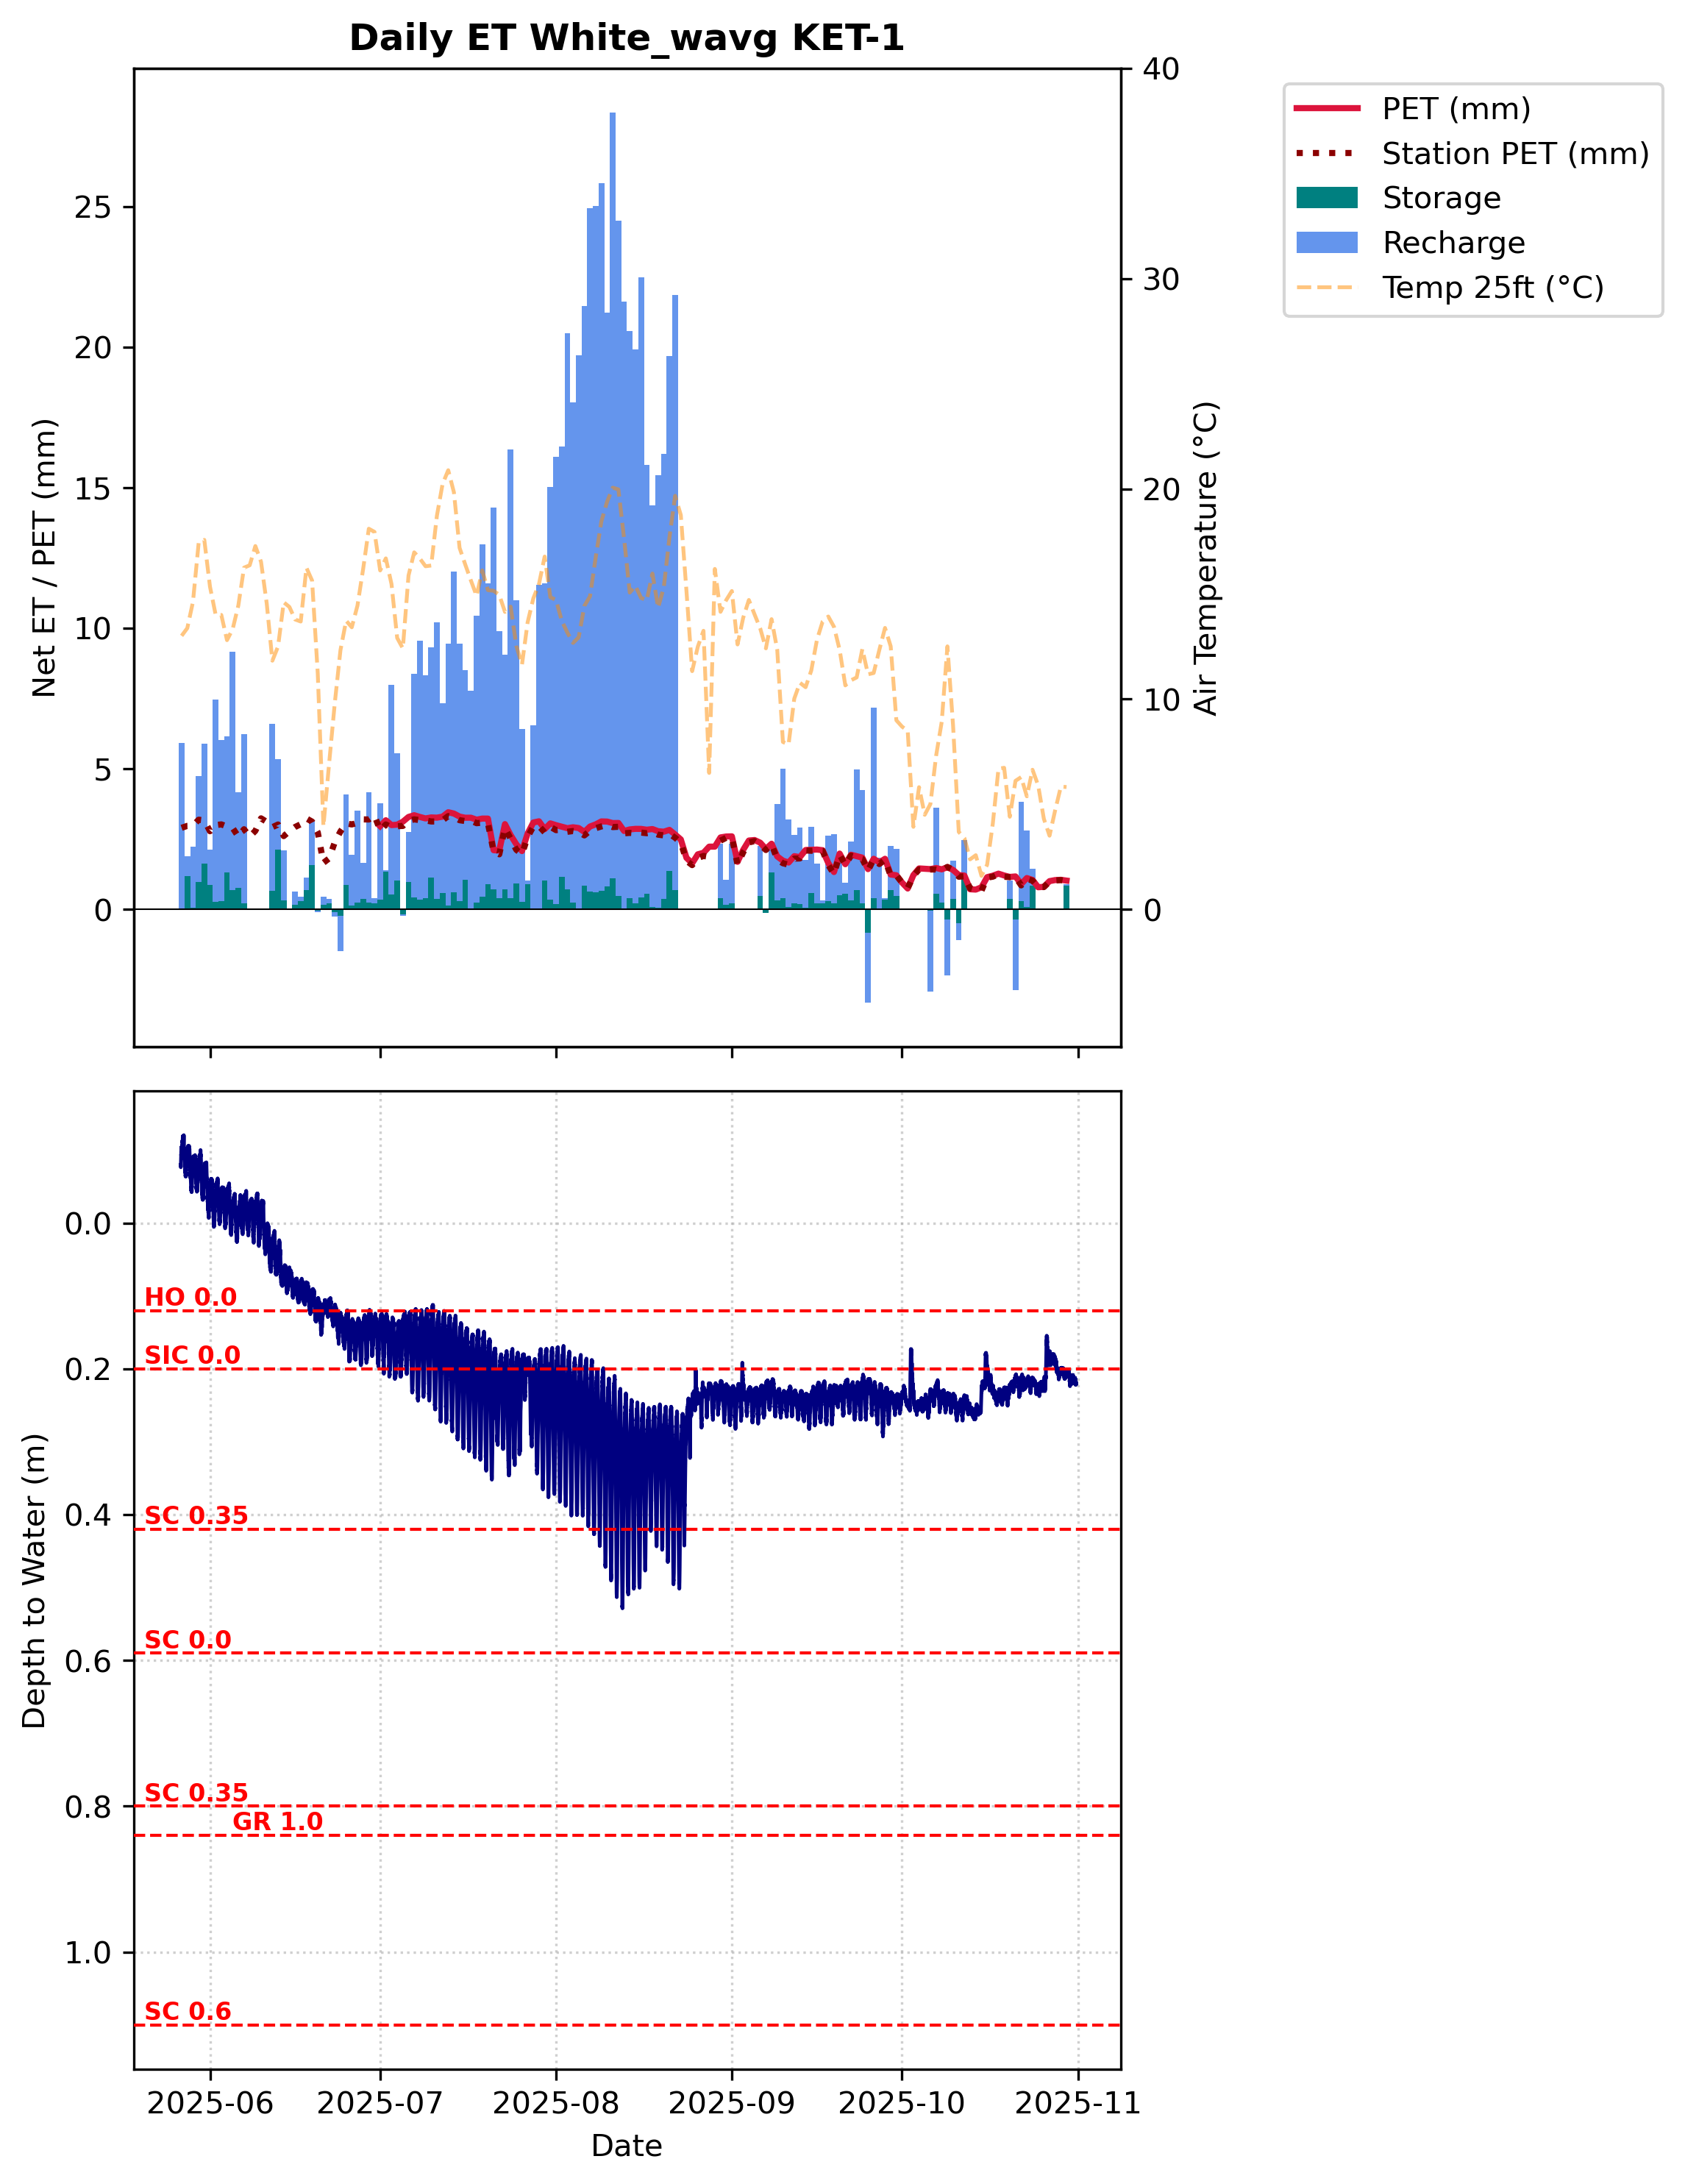 Daily ET White_wavg KET-1
40
30
20
10
0
Air Temperature (°C)
25
20
15
10
5
0
Net ET / PET (mm)
PET (mm)
Station PET (mm)
Storage
Recharge
Temp 25ft (°C)
0.0
0.2
0.4
0.6
0.8
1.0
Depth to Water (m)
HO 0.0
SIC 0.0
SC 0.35
SC 0.0
SC 0.35
GR 1.0
SC 0.6
2025-06 2025-07 2025-08 2025-09 2025-10 2025-11
Date